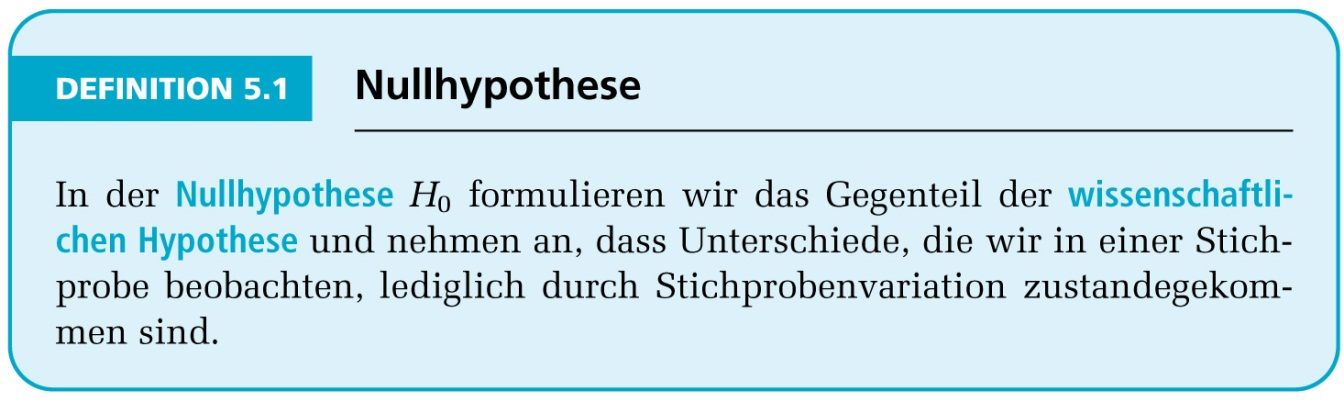 DEFINITION 5.1 Nullhypothese
In der Nullhypothese H₀ formulieren wir das Gegenteil der wissenschaftli-
chen Hypothese und nehmen an, dass Unterschiede, die wir in einer Stich-
probe beobachten, lediglich durch Stichprobenvariation zustandegekom-
men sind.